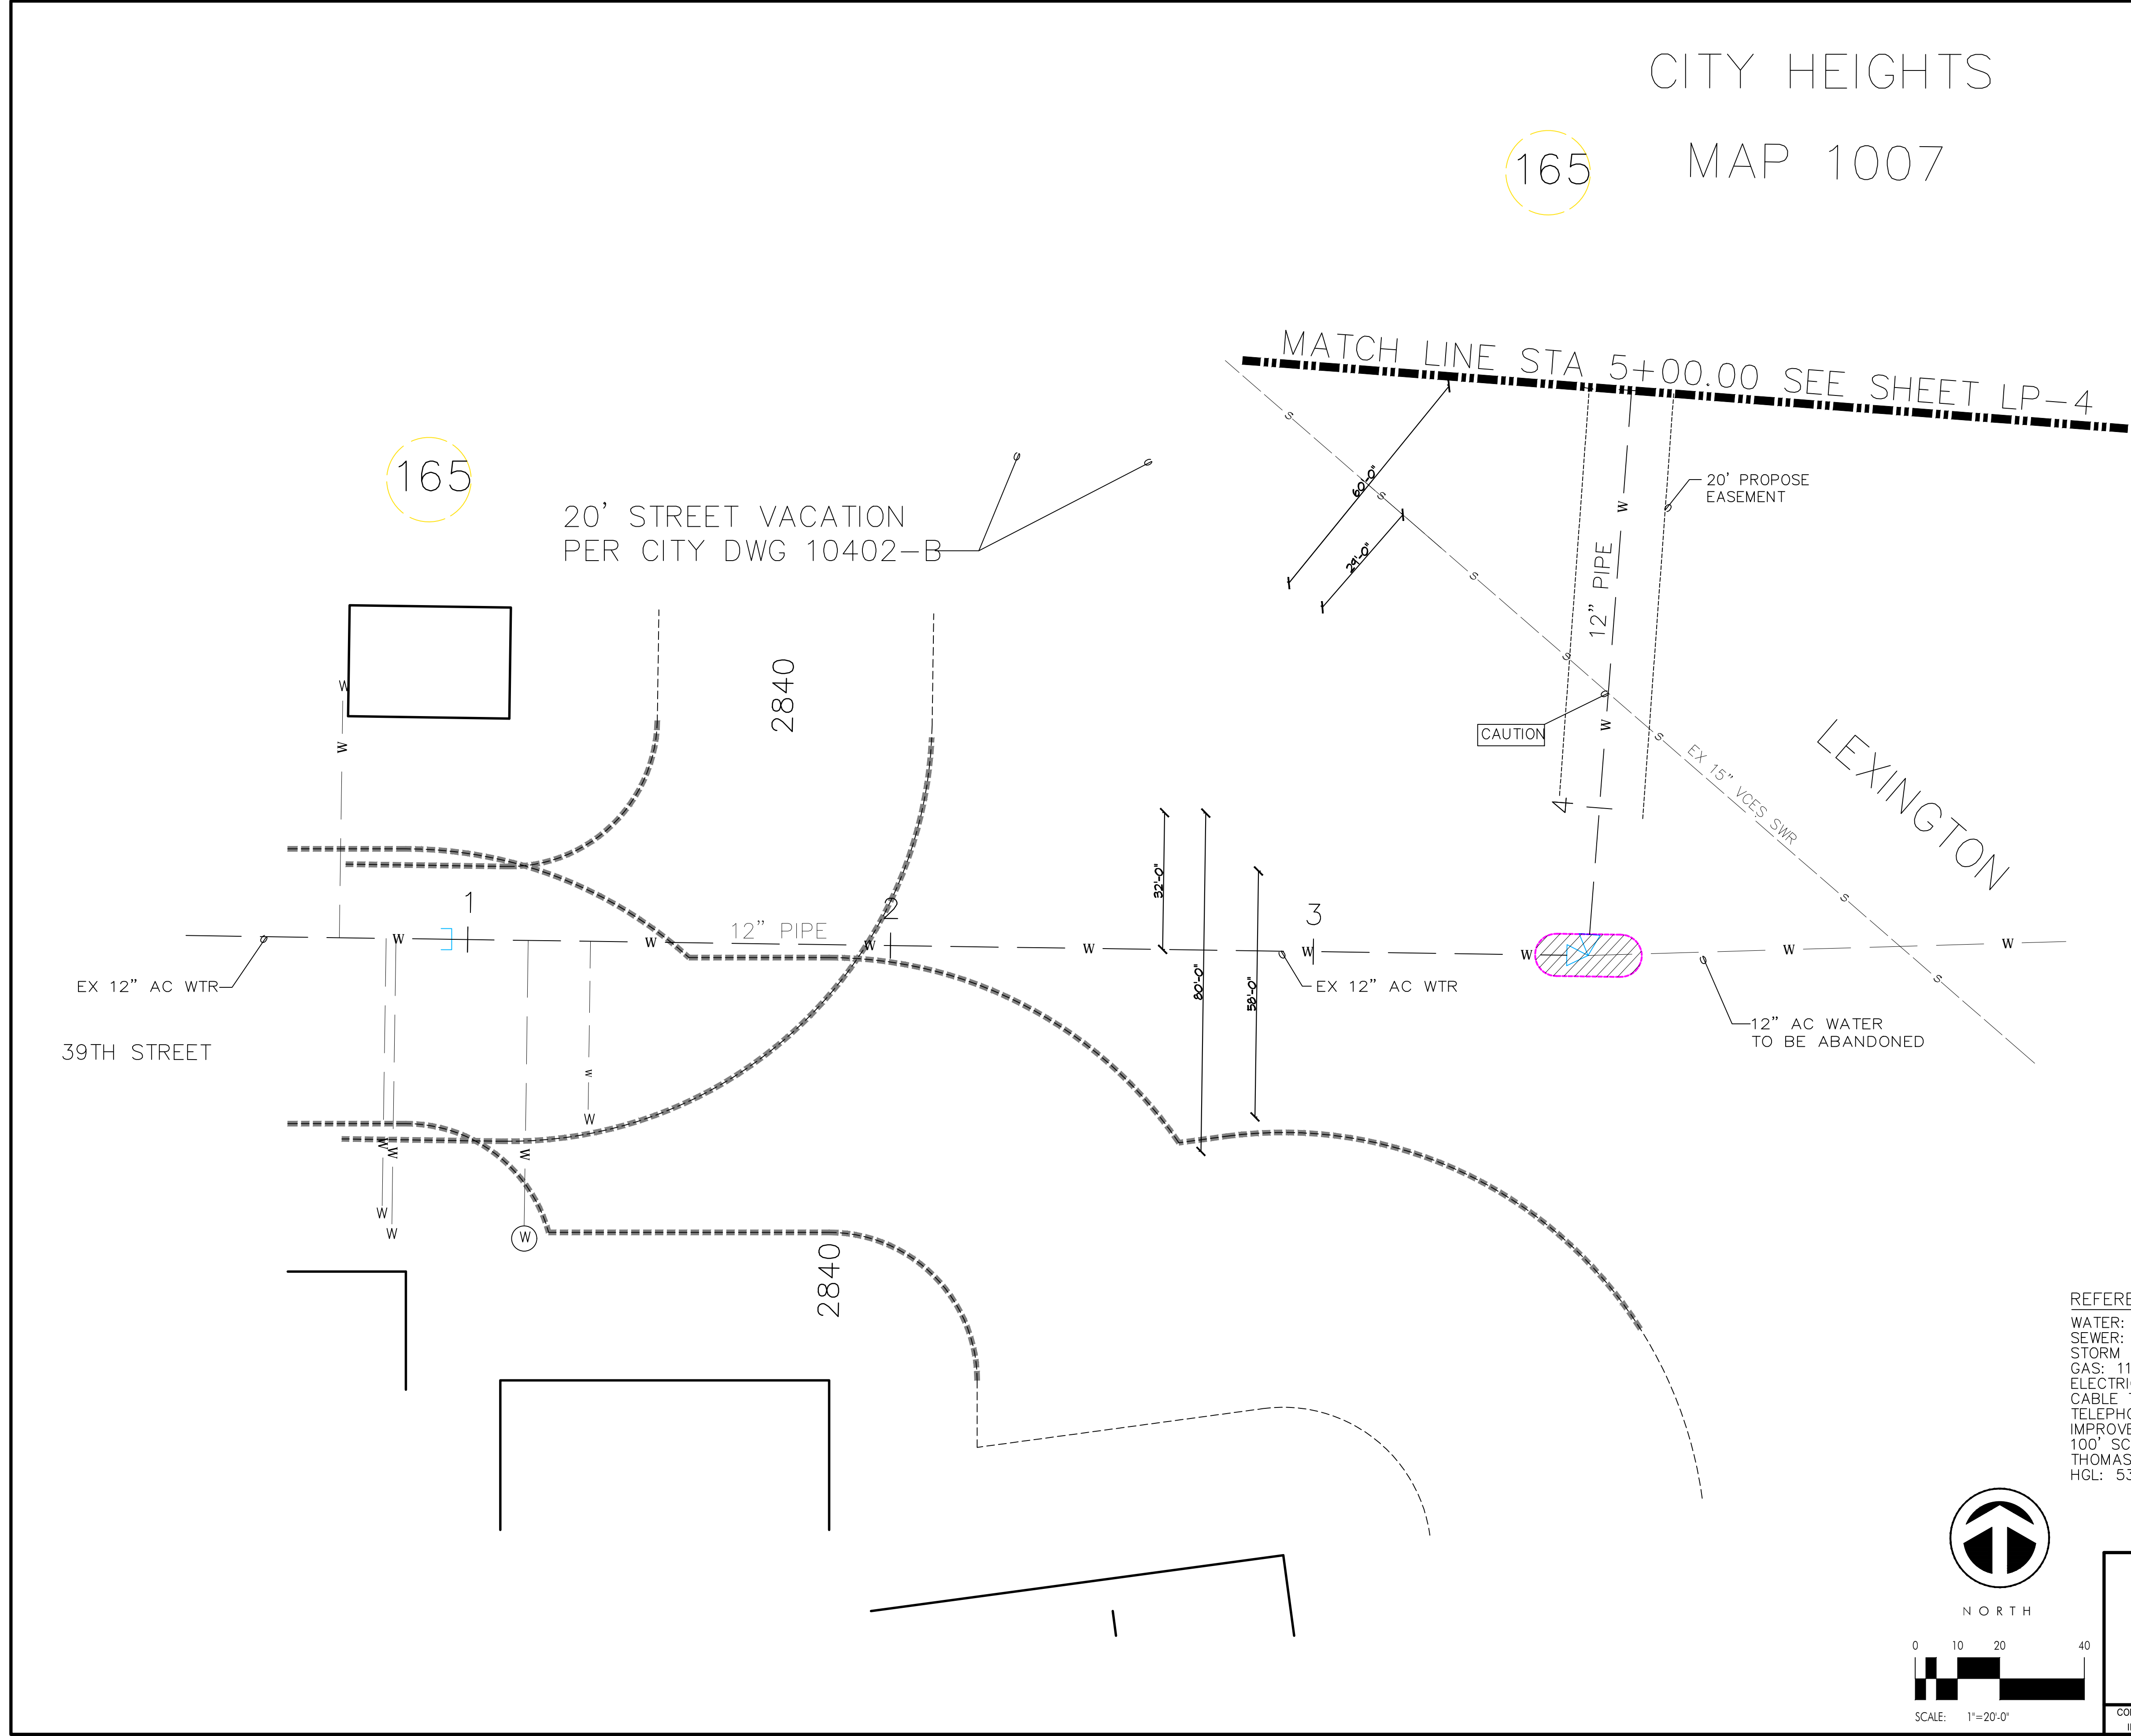 CITY HEIGHTS
165
MAP 1007
MATCH LINE STA 5+00.00 SEE SHEET LP-4
165
20' STREET VACATION
PER CITY DWG 10402-B
60'-0"
29'-0"
20' PROPOSE
EASEMENT
S
S
S
S
S
S
S
W
12" PIPE
W
CAUTION
EX 15" VCES SWR
LEXINGTON
2840
W
W
4
1
2
3
12" PIPE
32'-0"
80'-0"
58'-0"
W
W
W
W
W
W
W
W
EX 12" AC WTR
EX 12" AC WTR
12" AC WATER
TO BE ABANDONED
39TH STREET
W
W
W
W
W
W
W
W
2840
WATER:
SEWER:
STORM
GAS: 11
CABLE
100' SC
THOMAS
HGL: 53
NORTH
0 10 20 40
SCALE: 1"=20'-0"